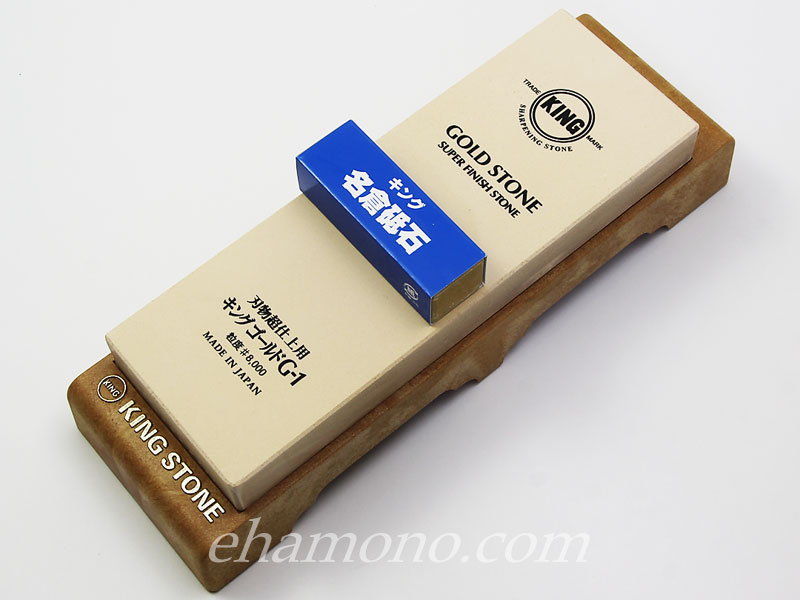 TRADE KING MARK
SHARPENING STONE
GOLD STONE
SUPER FINISH STONE
キング
名倉砥石
刃物超仕上用
キングゴールドG-1
粒度#8,000
MADE IN JAPAN
KING
KING STONE
ehamono.com